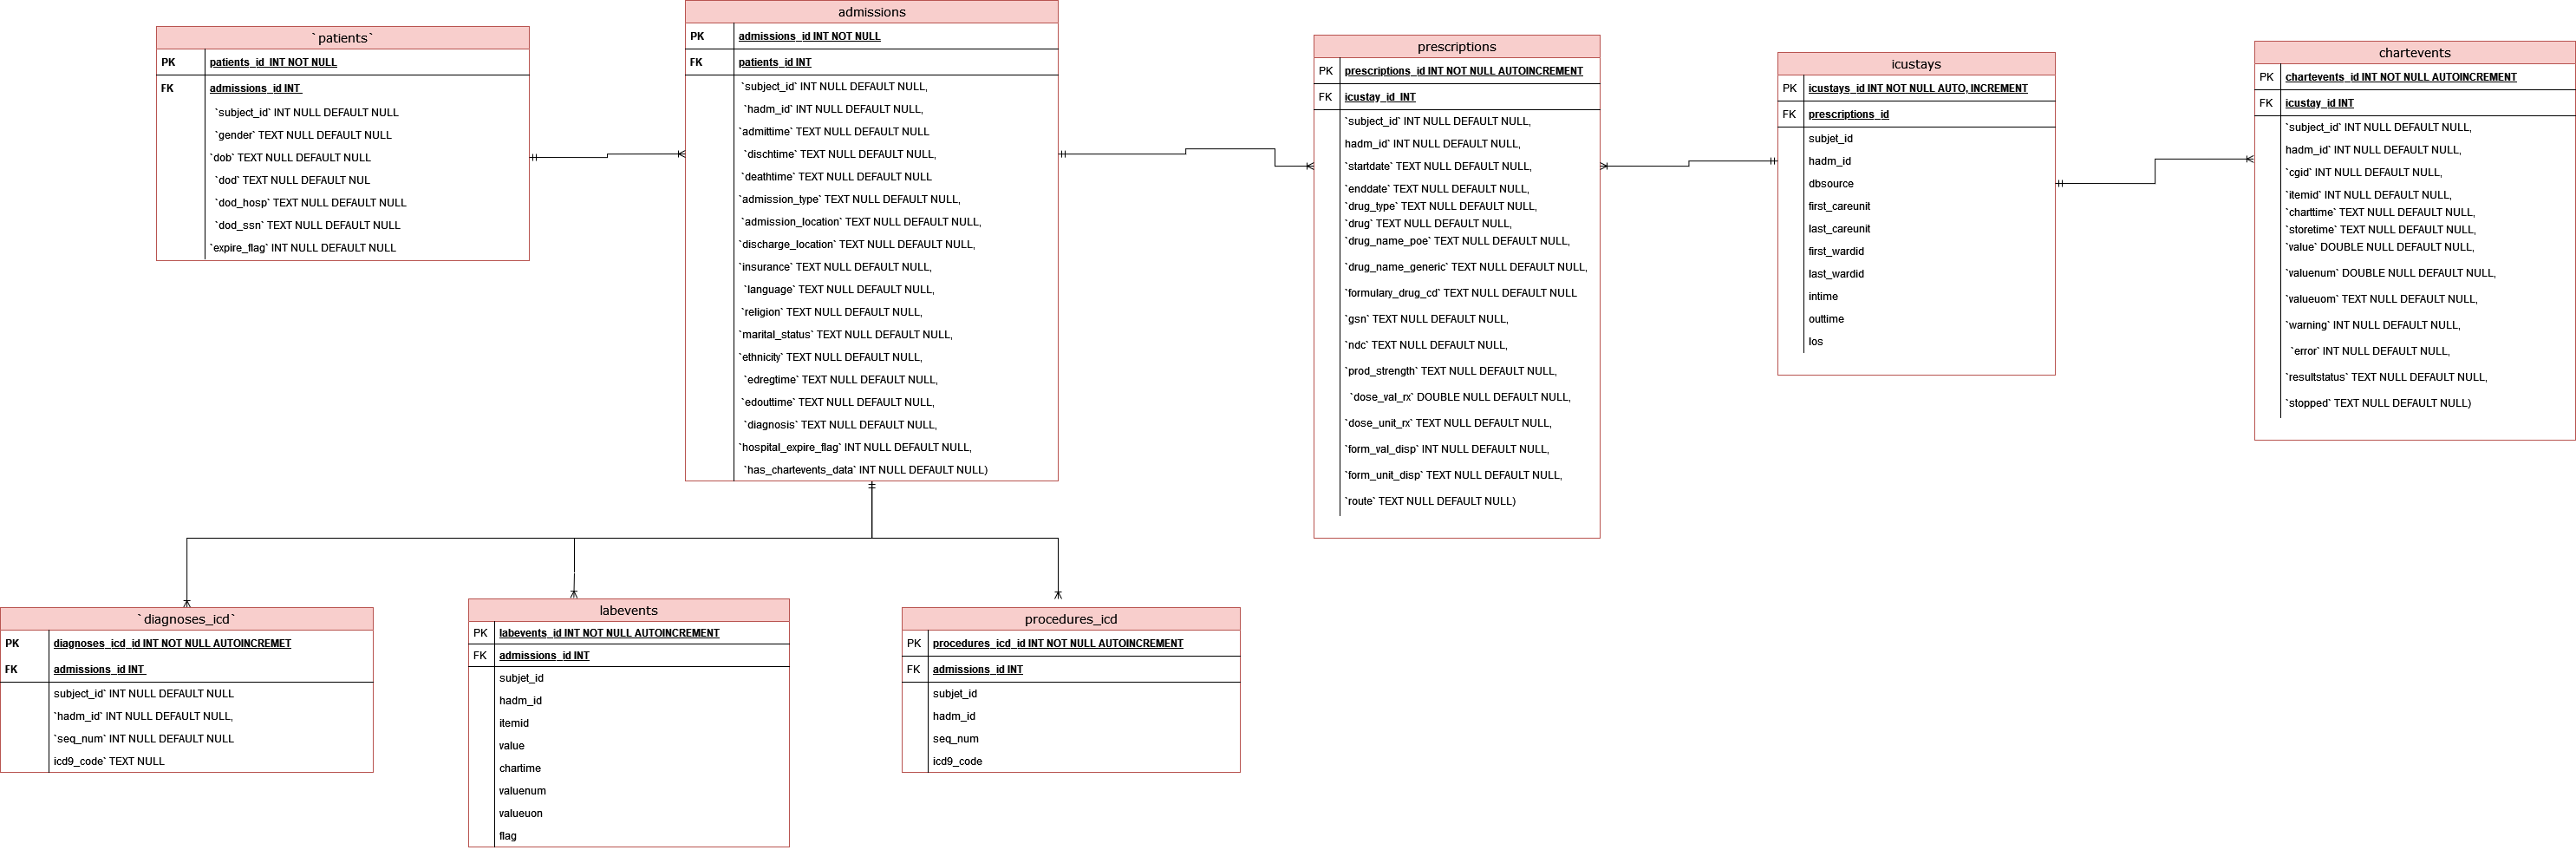 `patients`
PK patients_id  INT NOT NULL
FK admissions_id INT
`subject_id` INT NULL DEFAULT NULL
`gender` TEXT NULL DEFAULT NULL
`dob` TEXT NULL DEFAULT NULL
`dod` TEXT NULL DEFAULT NUL
`dod_hosp` TEXT NULL DEFAULT NULL
`dod_ssn` TEXT NULL DEFAULT NULL
`expire_flag` INT NULL DEFAULT NULL
admissions
PK admissions_id INT NOT NULL
FK patients_id INT
`subject_id` INT NULL DEFAULT NULL,
`hadm_id` INT NULL DEFAULT NULL,
`admittime` TEXT NULL DEFAULT NULL
`dischtime` TEXT NULL DEFAULT NULL,
`deathtime` TEXT NULL DEFAULT NULL
`admission_type` TEXT NULL DEFAULT NULL,
`admission_location` TEXT NULL DEFAULT NULL,
`discharge_location` TEXT NULL DEFAULT NULL,
`insurance` TEXT NULL DEFAULT NULL,
`language` TEXT NULL DEFAULT NULL,
`religion` TEXT NULL DEFAULT NULL,
`marital_status` TEXT NULL DEFAULT NULL,
`ethnicity` TEXT NULL DEFAULT NULL,
`edregtime` TEXT NULL DEFAULT NULL,
`edouttime` TEXT NULL DEFAULT NULL,
`diagnosis` TEXT NULL DEFAULT NULL,
`hospital_expire_flag` INT NULL DEFAULT NULL,
`has_chartevents_data` INT NULL DEFAULT NULL)
prescriptions
PK prescriptions_id INT NOT NULL AUTOINCREMENT
FK icustay_id  INT
`subject_id` INT NULL DEFAULT NULL,
hadm_id` INT NULL DEFAULT NULL,
`startdate` TEXT NULL DEFAULT NULL,
`enddate` TEXT NULL DEFAULT NULL,
`drug_type` TEXT NULL DEFAULT NULL,
`drug` TEXT NULL DEFAULT NULL,
`drug_name_poe` TEXT NULL DEFAULT NULL,
`drug_name_generic` TEXT NULL DEFAULT NULL,
`formulary_drug_cd` TEXT NULL DEFAULT NULL
`gsn` TEXT NULL DEFAULT NULL,
`ndc` TEXT NULL DEFAULT NULL,
`prod_strength` TEXT NULL DEFAULT NULL,
`dose_val_rx` DOUBLE NULL DEFAULT NULL,
`dose_unit_rx` TEXT NULL DEFAULT NULL,
`form_val_disp` INT NULL DEFAULT NULL,
`form_unit_disp` TEXT NULL DEFAULT NULL,
`route` TEXT NULL DEFAULT NULL)
icustays
PK icustays_id INT NOT NULL AUTO, INCREMENT
FK prescriptions_id
subjet_id
hadm_id
dbsource
first_careunit
last_careunit
first_wardid
last_wardid
intime
outtime
los
chartevents
PK chartevents_id INT NOT NULL AUTOINCREMENT
FK icustay_id INT
`subject_id` INT NULL DEFAULT NULL,
hadm_id` INT NULL DEFAULT NULL,
`cgid` INT NULL DEFAULT NULL,
`itemid` INT NULL DEFAULT NULL,
`charttime` TEXT NULL DEFAULT NULL,
`storetime` TEXT NULL DEFAULT NULL,
`value` DOUBLE NULL DEFAULT NULL,
`valuenum` DOUBLE NULL DEFAULT NULL,
`valueuom` TEXT NULL DEFAULT NULL,
`warning` INT NULL DEFAULT NULL,
`error` INT NULL DEFAULT NULL,
`resultstatus` TEXT NULL DEFAULT NULL,
`stopped` TEXT NULL DEFAULT NULL)
`diagnoses_icd`
PK diagnoses_icd_id INT NOT NULL AUTOINCREMET
FK admissions_id INT
subject_id` INT NULL DEFAULT NULL
`hadm_id` INT NULL DEFAULT NULL,
`seq_num` INT NULL DEFAULT NULL
icd9_code` TEXT NULL
labevents
PK labevents_id INT NOT NULL AUTOINCREMENT
FK admissions_id INT
subjet_id
hadm_id
itemid
value
chartime
valuenum
valueuon
flag
procedures_icd
PK procedures_icd_id INT NOT NULL AUTOINCREMENT
FK admissions_id INT
subjet_id
hadm_id
seq_num
icd9_code